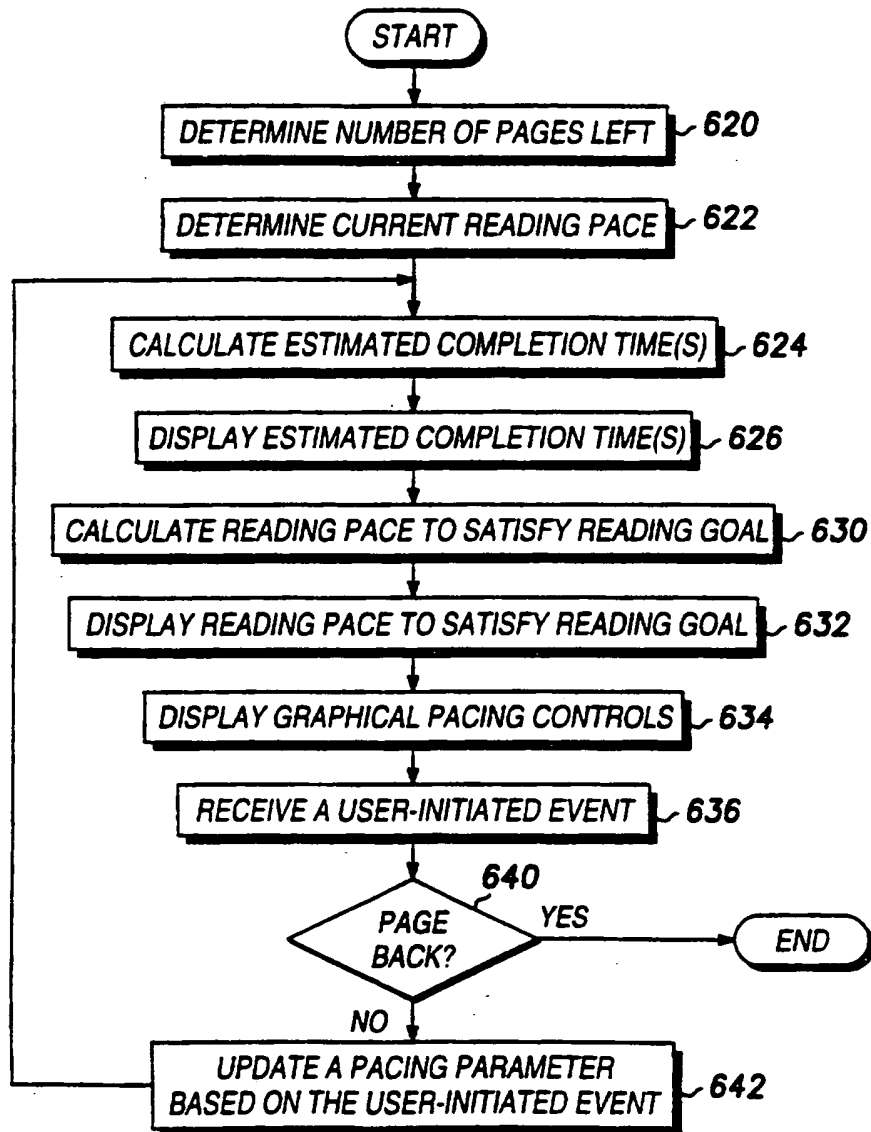 START
DETERMINE NUMBER OF PAGES LEFT 620
DETERMINE CURRENT READING PACE 622
CALCULATE ESTIMATED COMPLETION TIME(S) 624
DISPLAY ESTIMATED COMPLETION TIME(S) 626
CALCULATE READING PACE TO SATISFY READING GOAL 630
DISPLAY READING PACE TO SATISFY READING GOAL 632
DISPLAY GRAPHICAL PACING CONTROLS 634
RECEIVE A USER-INITIATED EVENT 636
640
PAGE
BACK?
YES
END
NO
UPDATE A PACING PARAMETER
BASED ON THE USER-INITIATED EVENT 642